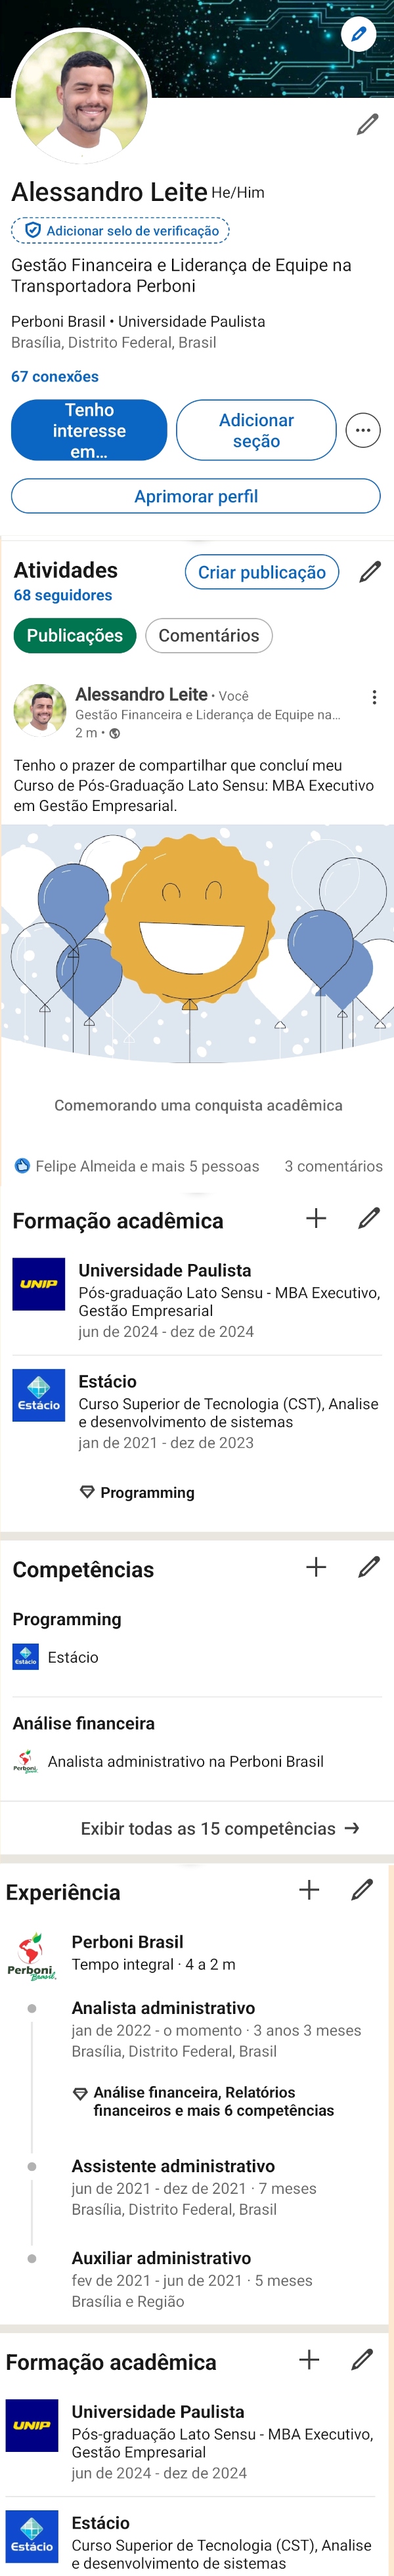 Alessandro Leite He/Him
Adicionar selo de verificação
Gestão Financeira e Liderança de Equipe na
Transportadora Perboni
Perboni Brasil • Universidade Paulista
Brasília, Distrito Federal, Brasil
67 conexões
Tenho
interesse
em...
Adicionar
seção
Aprimorar perfil
Atividades
Criar publicação
68 seguidores
Publicações
Comentários
Alessandro Leite • Você
Gestão Financeira e Liderança de Equipe na...
2 m •
Tenho o prazer de compartilhar que concluí meu
Curso de Pós-Graduação Lato Sensu: MBA Executivo
em Gestão Empresarial.
Comemorando uma conquista acadêmica
Felipe Almeida e mais 5 pessoas 3 comentários
Formação acadêmica
UNIP
Universidade Paulista
Pós-graduação Lato Sensu - MBA Executivo,
Gestão Empresarial
jun de 2024 - dez de 2024
Estácio
Estácio
Curso Superior de Tecnologia (CST), Analise
e desenvolvimento de sistemas
jan de 2021 - dez de 2023
Programming
Competências
Programming
Estácio
Estácio
Análise financeira
Perboni
Analista administrativo na Perboni Brasil
Exibir todas as 15 competências →
Experiência
Perboni
Brasil
Perboni Brasil
Tempo integral · 4 a 2 m
Analista administrativo
jan de 2022 - o momento · 3 anos 3 meses
Brasília, Distrito Federal, Brasil
Análise financeira, Relatórios
financeiros e mais 6 competências
Assistente administrativo
jun de 2021 - dez de 2021 · 7 meses
Brasília, Distrito Federal, Brasil
Auxiliar administrativo
fev de 2021 - jun de 2021 · 5 meses
Brasília e Região
Formação acadêmica
UNIP
Universidade Paulista
Pós-graduação Lato Sensu - MBA Executivo,
Gestão Empresarial
jun de 2024 - dez de 2024
Estácio
Estácio
Curso Superior de Tecnologia (CST), Analise
e desenvolvimento de sistemas